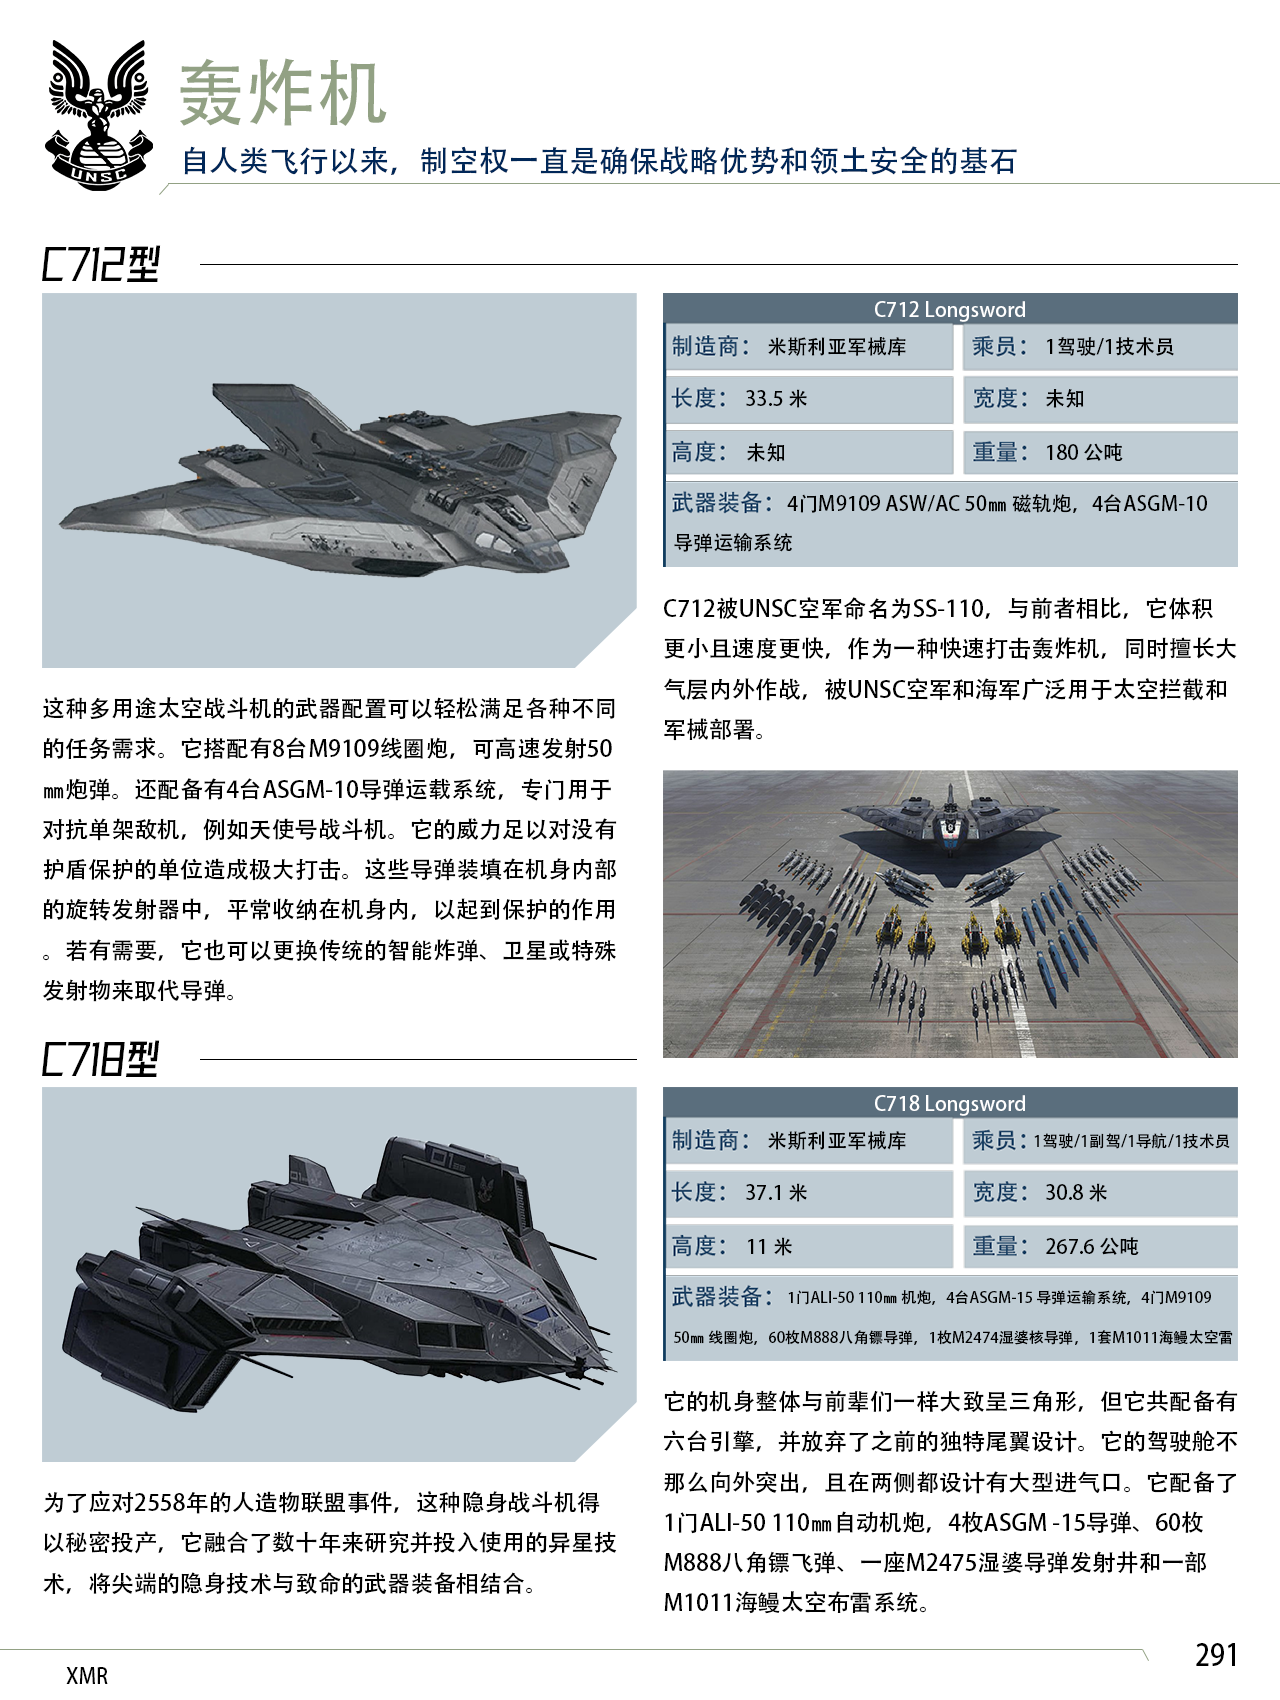 UNSC
轰炸机
自人类飞行以来，制空权一直是确保战略优势和领土安全的基石
C712型
C712 Longsword
制造商： 米斯利亚军械库
乘员： 1驾驶/1技术员
长度： 33.5 米
宽度： 未知
高度： 未知
重量： 180 公吨
武器装备： 4门M9109 ASW/AC 50㎜ 磁轨炮，4台ASGM-10
导弹运输系统
C712被UNSC空军命名为SS-110，与前者相比，它体积
更小且速度更快，作为一种快速打击轰炸机，同时擅长大
气层内外作战，被UNSC空军和海军广泛用于太空拦截和
军械部署。
这种多用途太空战斗机的武器配置可以轻松满足各种不同
的任务需求。它搭配有8台M9109线圈炮，可高速发射50
㎜炮弹。还配备有4台ASGM-10导弹运载系统，专门用于
对抗单架敌机，例如天使号战斗机。它的威力足以对没有
护盾保护的单位造成极大打击。这些导弹装填在机身内部
的旋转发射器中，平常收纳在机身内，以起到保护的作用
。若有需要，它也可以更换传统的智能炸弹、卫星或特殊
发射物来取代导弹。
C718型
01
C718 Longsword
制造商： 米斯利亚军械库
乘员：1驾驶/1副驾/1导航/1技术员
长度： 37.1 米
宽度： 30.8 米
高度： 11 米
重量： 267.6 公吨
武器装备： 1门ALI-50 110㎜ 机炮，4台ASGM-15 导弹运输系统，4门M9109
50㎜ 线圈炮，60枚M888八角镖导弹，1枚M2474湿婆核导弹，1套M1011海鳗太空雷
它的机身整体与前辈们一样大致呈三角形，但它共配备有
六台引擎，并放弃了之前的独特尾翼设计。它的驾驶舱不
那么向外突出，且在两侧都设计有大型进气口。它配备了
1门ALI-50 110㎜自动机炮，4枚ASGM -15导弹、60枚
M888八角镖飞弹、一座M2475湿婆导弹发射井和一部
M1011海鳗太空布雷系统。
为了应对2558年的人造物联盟事件，这种隐身战斗机得
以秘密投产，它融合了数十年来研究并投入使用的异星技
术，将尖端的隐身技术与致命的武器装备相结合。
291
XMR